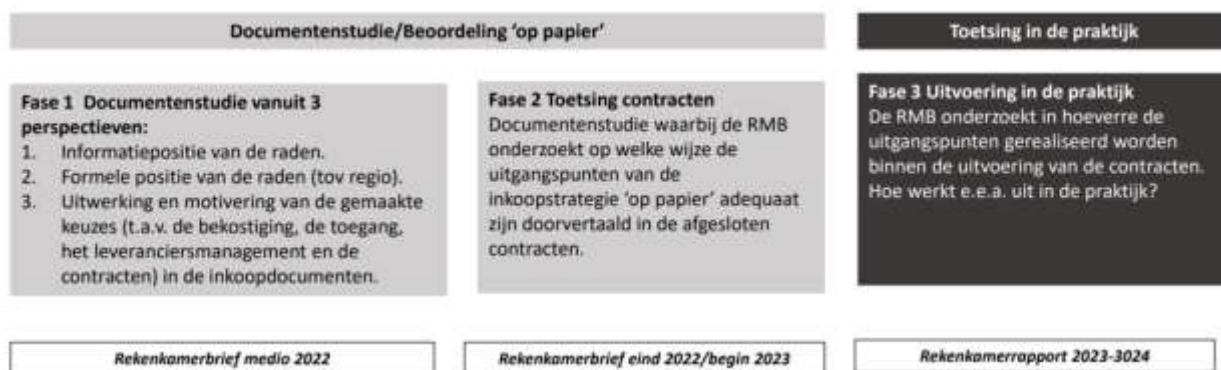 Documentenstudie/Beoordeling ‘op papier’
Toetsing in de praktijk
Fase 1 Documentenstudie vanuit 3
perspectieven:
1. Informatiepositie van de raden.
2. Formele positie van de raden (tov regio).
3. Uitwerking en motivering van de gemaakte
keuzes (t.a.v. de bekostiging, de toegang,
het leveranciersmanagement en de
contracten) in de inkoopdocumenten.
Fase 2 Toetsing contracten
Documentenstudie waarbij de RMB
onderzoekt op welke wijze de
uitgangspunten van de
inkoopstrategie ‘op papier’ adequaat
zijn doorvertaald in de afgesloten
contracten.
Fase 3 Uitvoering in de praktijk
De RMB onderzoekt in hoeverre de
uitgangspunten gerealiseerd worden
binnen de uitvoering van de contracten.
Hoe werkt e.e.a. uit in de praktijk?
Rekenkamerbrief medio 2022
Rekenkamerbrief eind 2022/begin 2023
Rekenkamerrapport 2023-3024